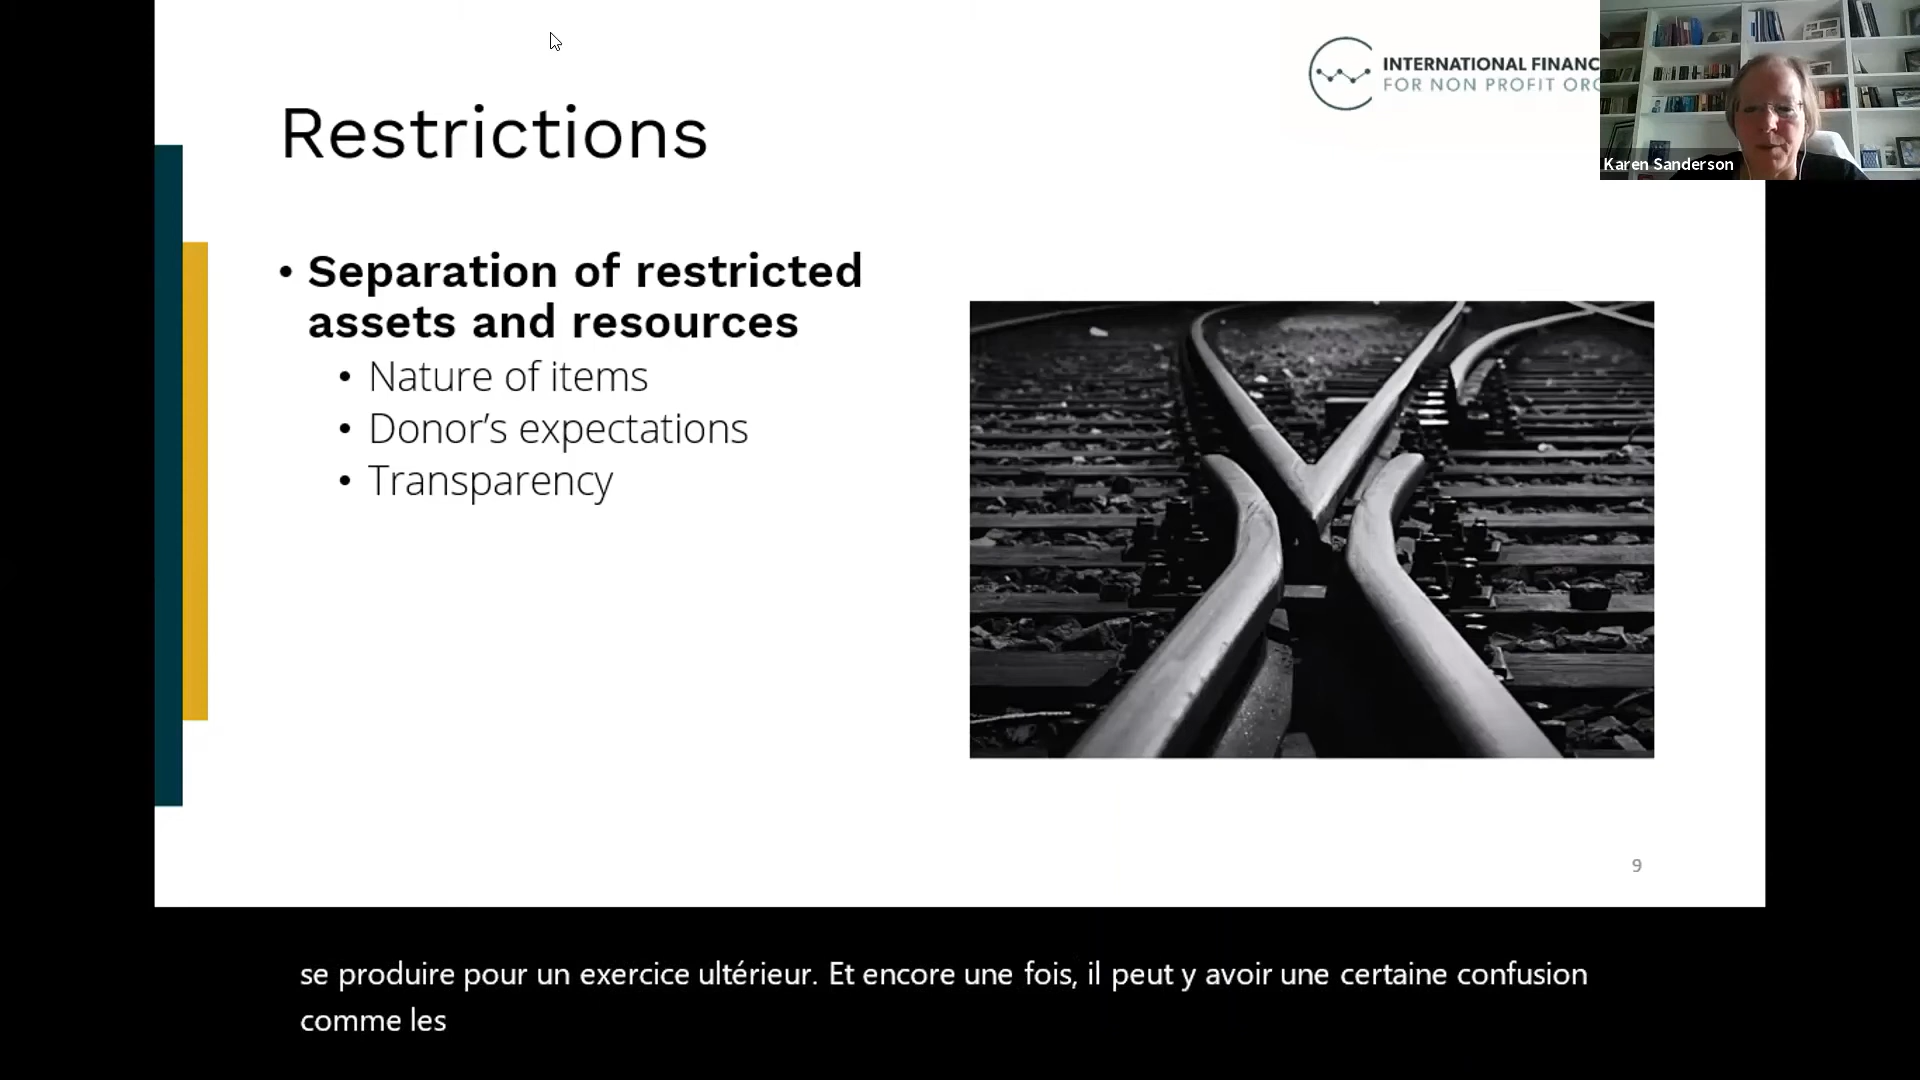 INTERNATIONAL FINANC
FOR NON PROFIT ORG
Karen Sanderson
Restrictions
• Separation of restricted
assets and resources
• Nature of items
• Donor’s expectations
• Transparency
9
se produire pour un exercice ultérieur. Et encore une fois, il peut y avoir une certaine confusion
comme les